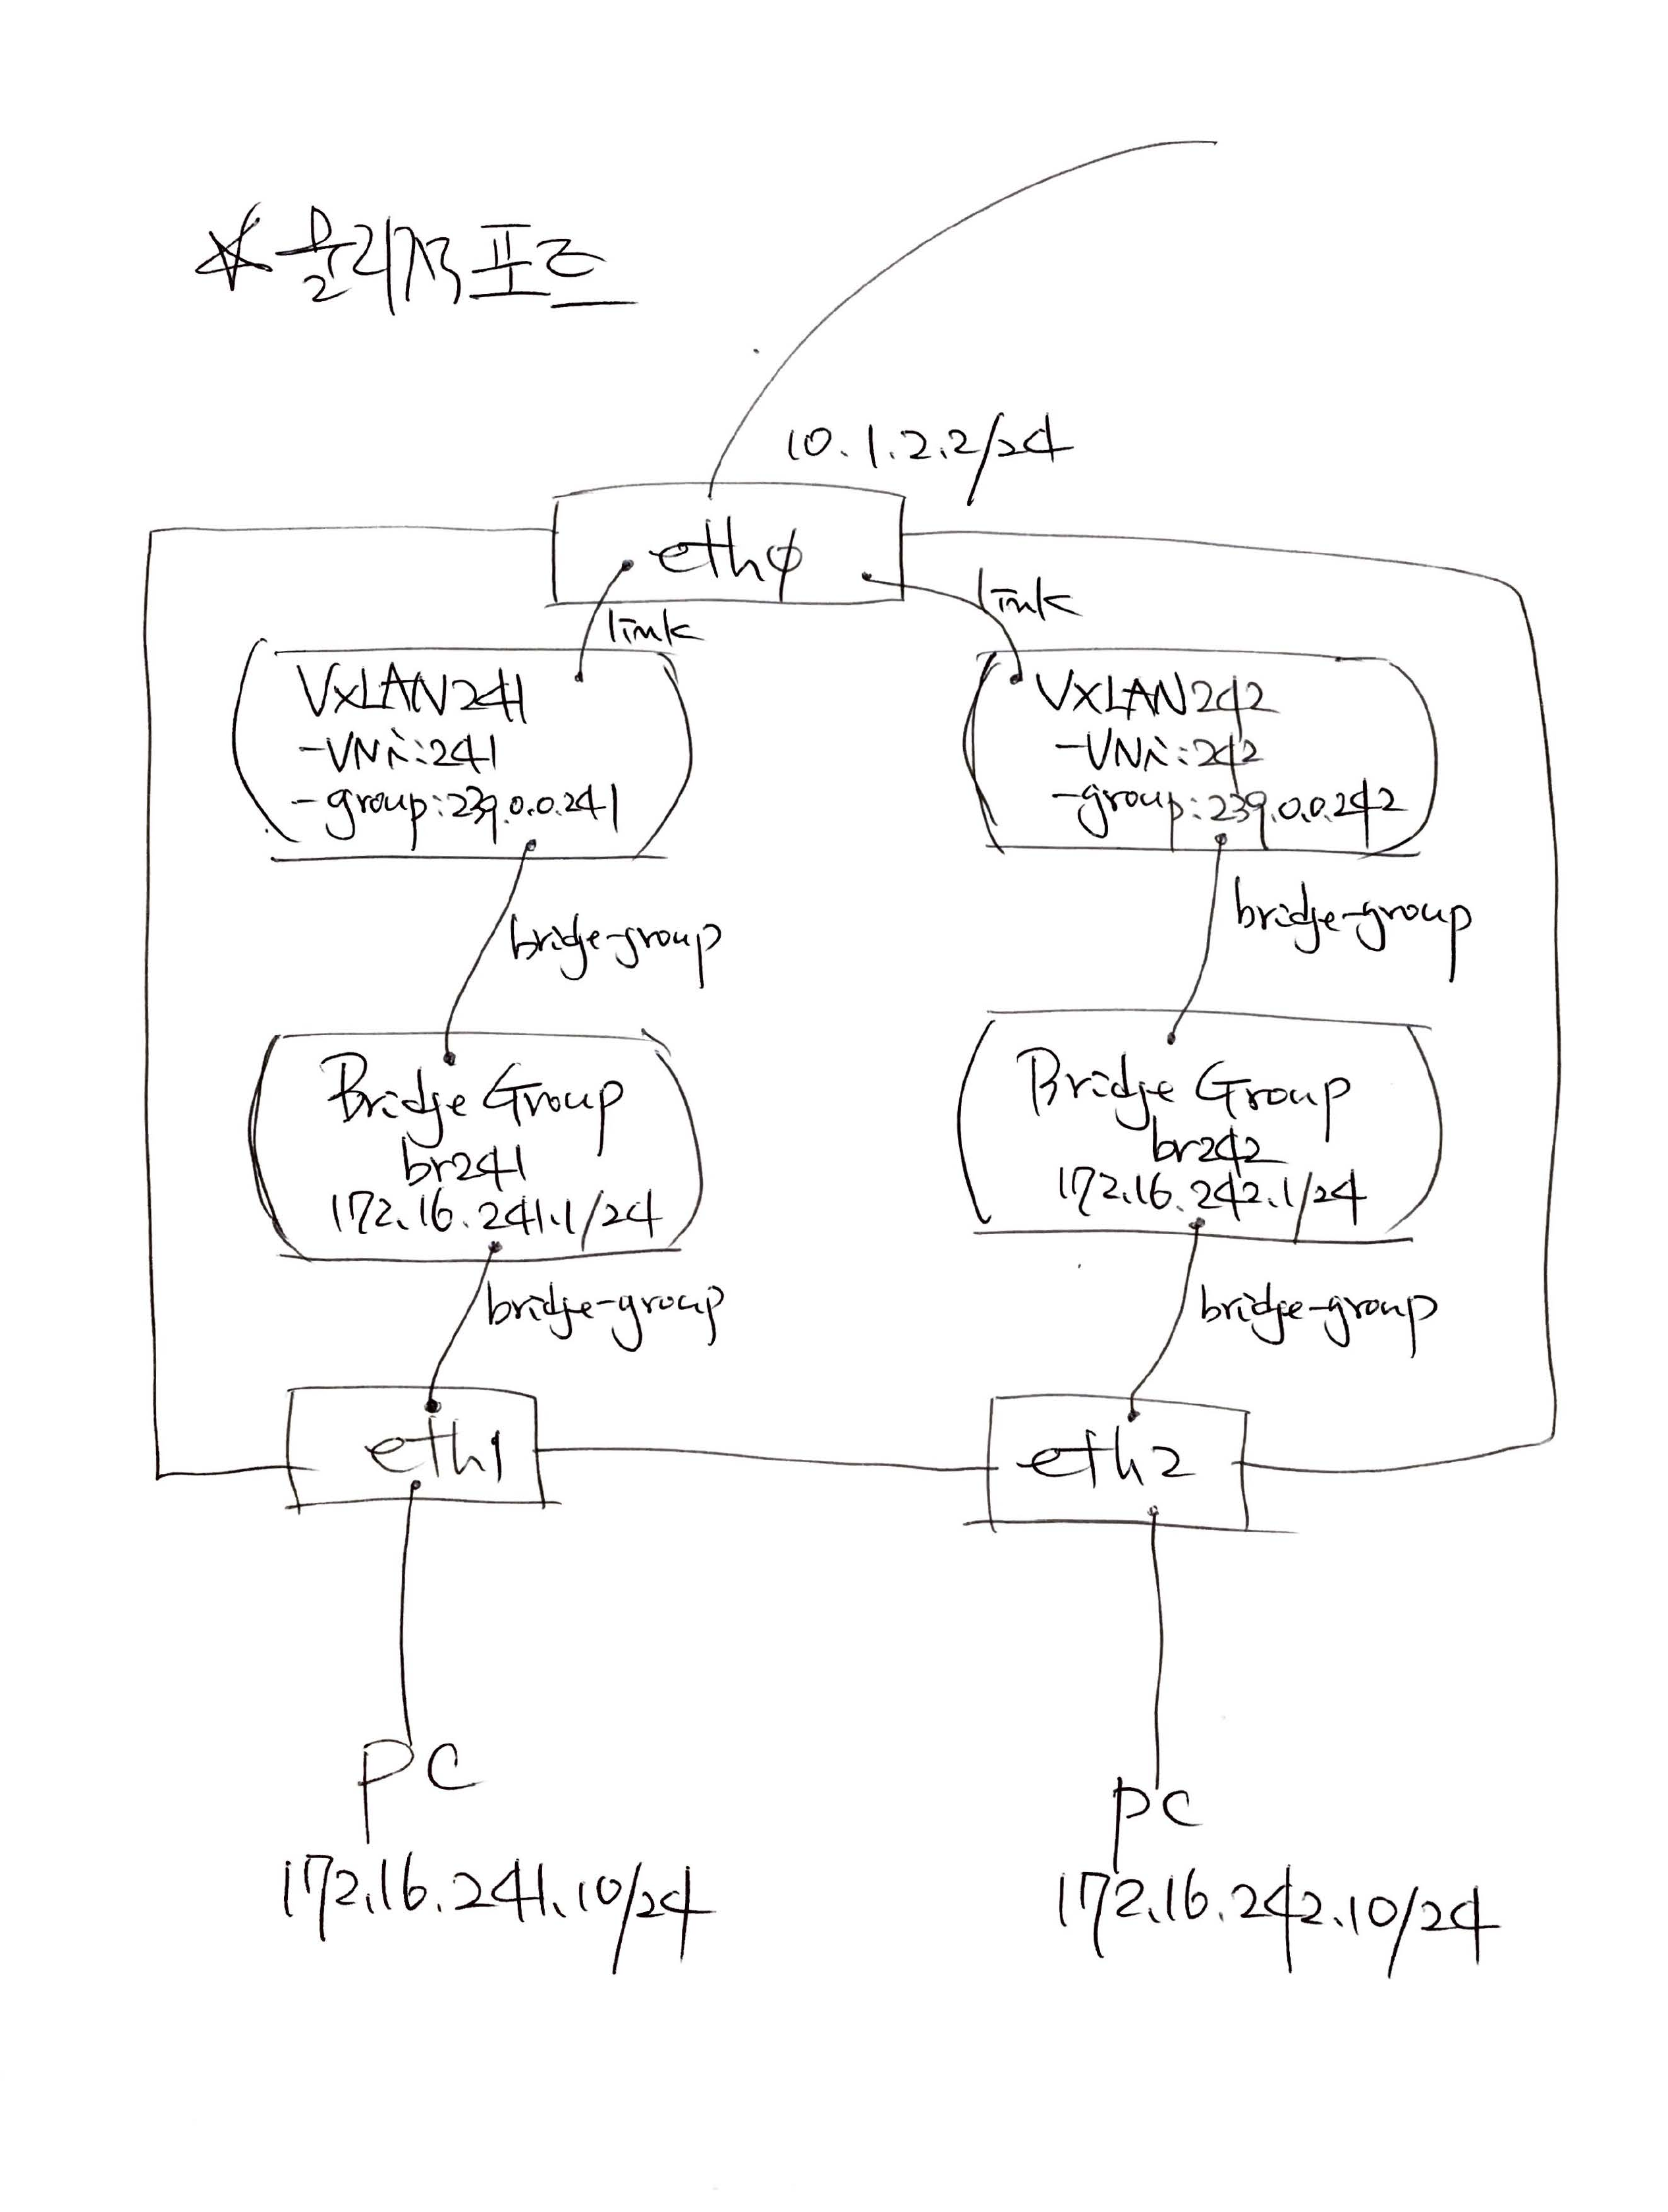 ☆ 물리적 포트
10.1.2.2/24
eth0
link
link
VxLAN241
-VNi:241
-group:239.0.0.241
VXLAN242
-VNi:242
-group:239.0.0.242
bridge-group
bridge-group
Bridge Group
br241
172.16.241.1/24
Bridge Group
br242
172.16.242.1/24
bridge-group
bridge-group
eth1
eth2
PC
172.16.241.10/24
PC
172.16.242.10/24